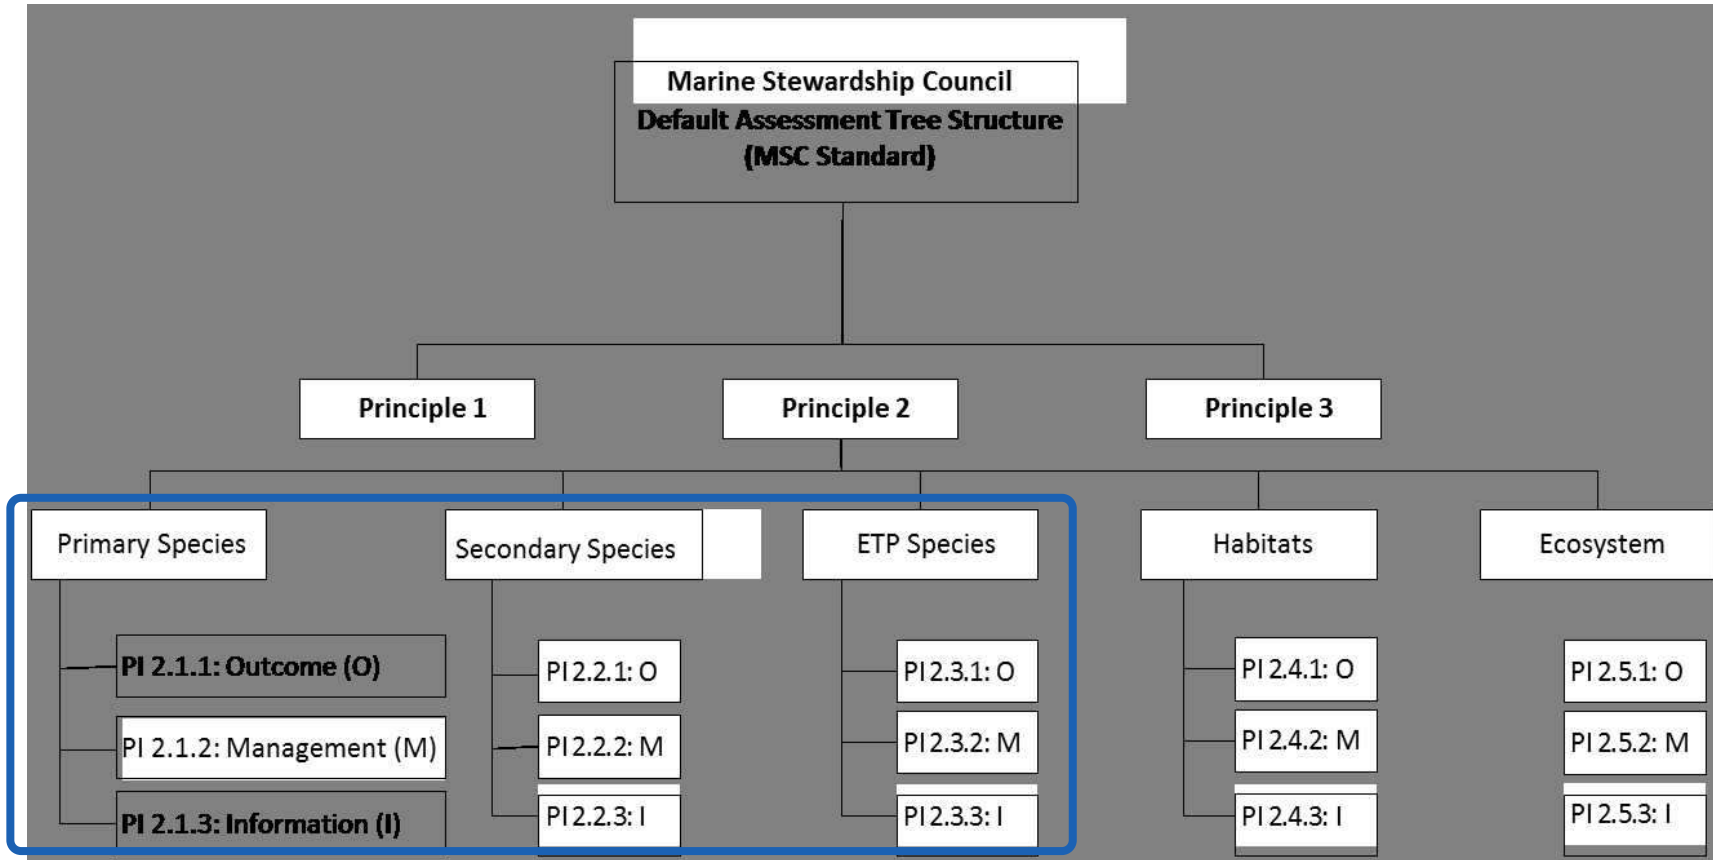 Marine Stewardship Council
Default Assessment Tree Structure
(MSC Standard)
Principle 1
Principle 2
Principle 3
Primary Species
Secondary Species
ETP Species
Habitats
Ecosystem
PI 2.1.1: Outcome (O)
PI 2.2.1: O
PI 2.3.1: O
PI 2.4.1: O
PI 2.5.1: O
PI 2.1.2: Management (M)
PI 2.2.2: M
PI 2.3.2: M
PI 2.4.2: M
PI 2.5.2: M
PI 2.1.3: Information (I)
PI 2.2.3: I
PI 2.3.3: I
PI 2.4.3: I
PI 2.5.3: I